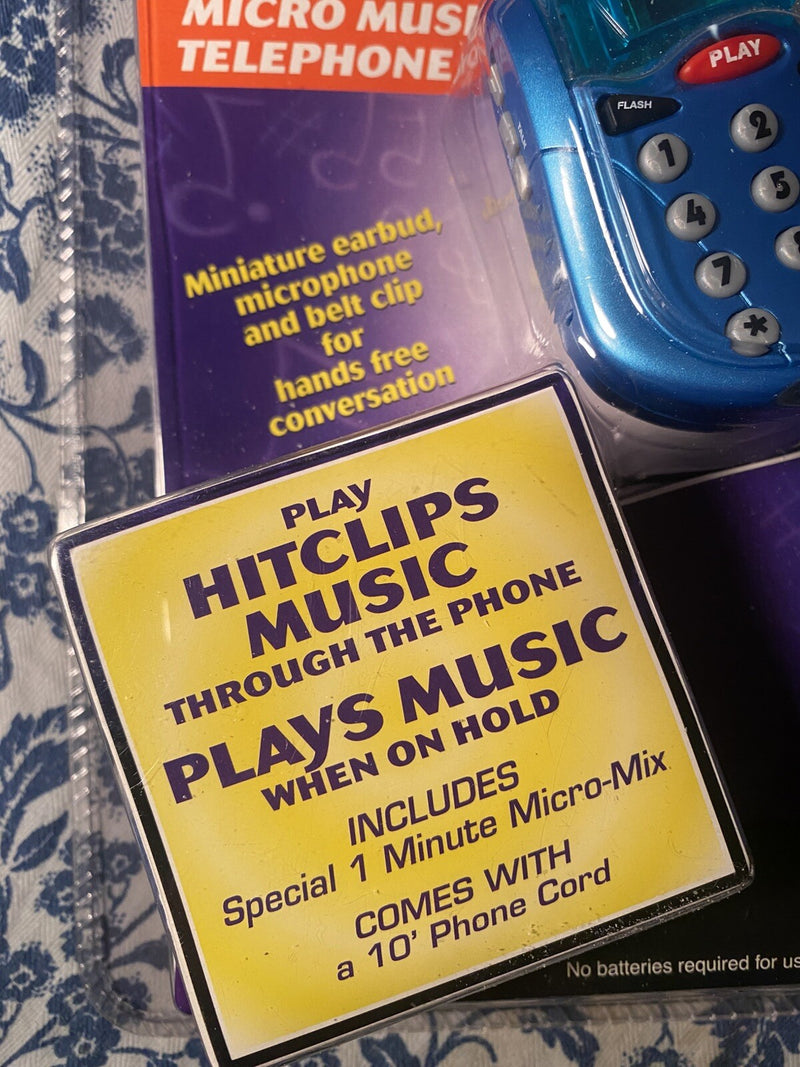 MICRO MUSI
TELEPHONE
PLAY
FLASH
1
2
4
5
7
*
Miniature earbud,
microphone
and belt clip
for
hands free
conversation
PLAY
HITCLIPS
MUSIC
THROUGH THE PHONE
PLAYS MUSIC
WHEN ON HOLD
INCLUDES
Special 1 Minute Micro-Mix
COMES WITH
a 10' Phone Cord
No batteries required for us